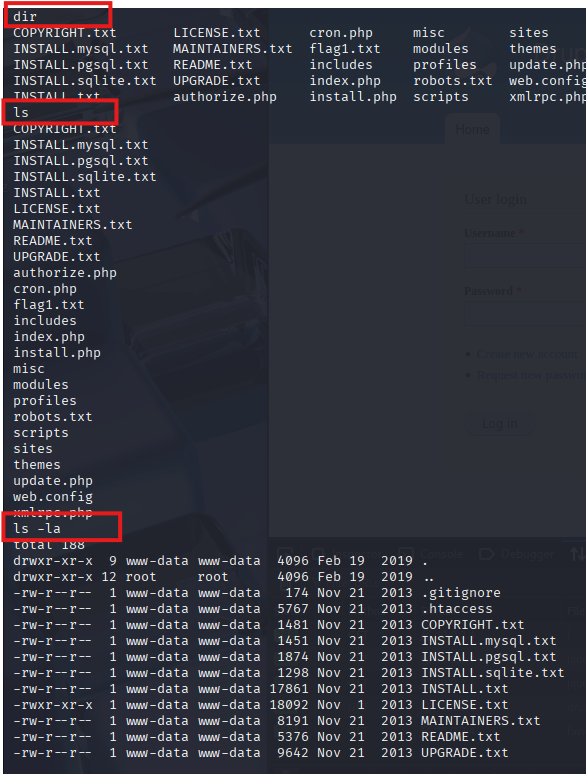 dir
COPYRIGHT.txt LICENSE.txt cron.php misc sites
INSTALL.mysql.txt MAINTAINERS.txt flag1.txt modules themes
INSTALL.pgsql.txt README.txt includes profiles update.php
INSTALL.sqlite.txt UPGRADE.txt index.php robots.txt web.config
INSTALL.txt authorize.php install.php scripts xmlrpc.php
ls
COPYRIGHT.txt
INSTALL.mysql.txt
INSTALL.pgsql.txt
INSTALL.sqlite.txt
INSTALL.txt
LICENSE.txt
MAINTAINERS.txt
README.txt
UPGRADE.txt
authorize.php
cron.php
flag1.txt
includes
index.php
install.php
misc
modules
profiles
robots.txt
scripts
sites
themes
update.php
web.config
xmlrpc.php
ls -la
total 188
drwxr-xr-x 9 www-data www-data 4096 Feb 19 2019 .
drwxr-xr-x 12 root root 4096 Feb 19 2019 ..
-rw-r--r-- 1 www-data www-data 174 Nov 21 2013 .gitignore
-rw-r--r-- 1 www-data www-data 5767 Nov 21 2013 .htaccess
-rw-r--r-- 1 www-data www-data 1481 Nov 21 2013 COPYRIGHT.txt
-rw-r--r-- 1 www-data www-data 1451 Nov 21 2013 INSTALL.mysql.txt
-rw-r--r-- 1 www-data www-data 1874 Nov 21 2013 INSTALL.pgsql.txt
-rw-r--r-- 1 www-data www-data 1298 Nov 21 2013 INSTALL.sqlite.txt
-rw-r--r-- 1 www-data www-data 17861 Nov 21 2013 INSTALL.txt
-rwxr-xr-x 1 www-data www-data 18092 Nov 1 2013 LICENSE.txt
-rw-r--r-- 1 www-data www-data 8191 Nov 21 2013 MAINTAINERS.txt
-rw-r--r-- 1 www-data www-data 5376 Nov 21 2013 README.txt
-rw-r--r-- 1 www-data www-data 9642 Nov 21 2013 UPGRADE.txt
Home
User login
Username *
Password *
Create new account
Request new password
Log in
Console Debugger